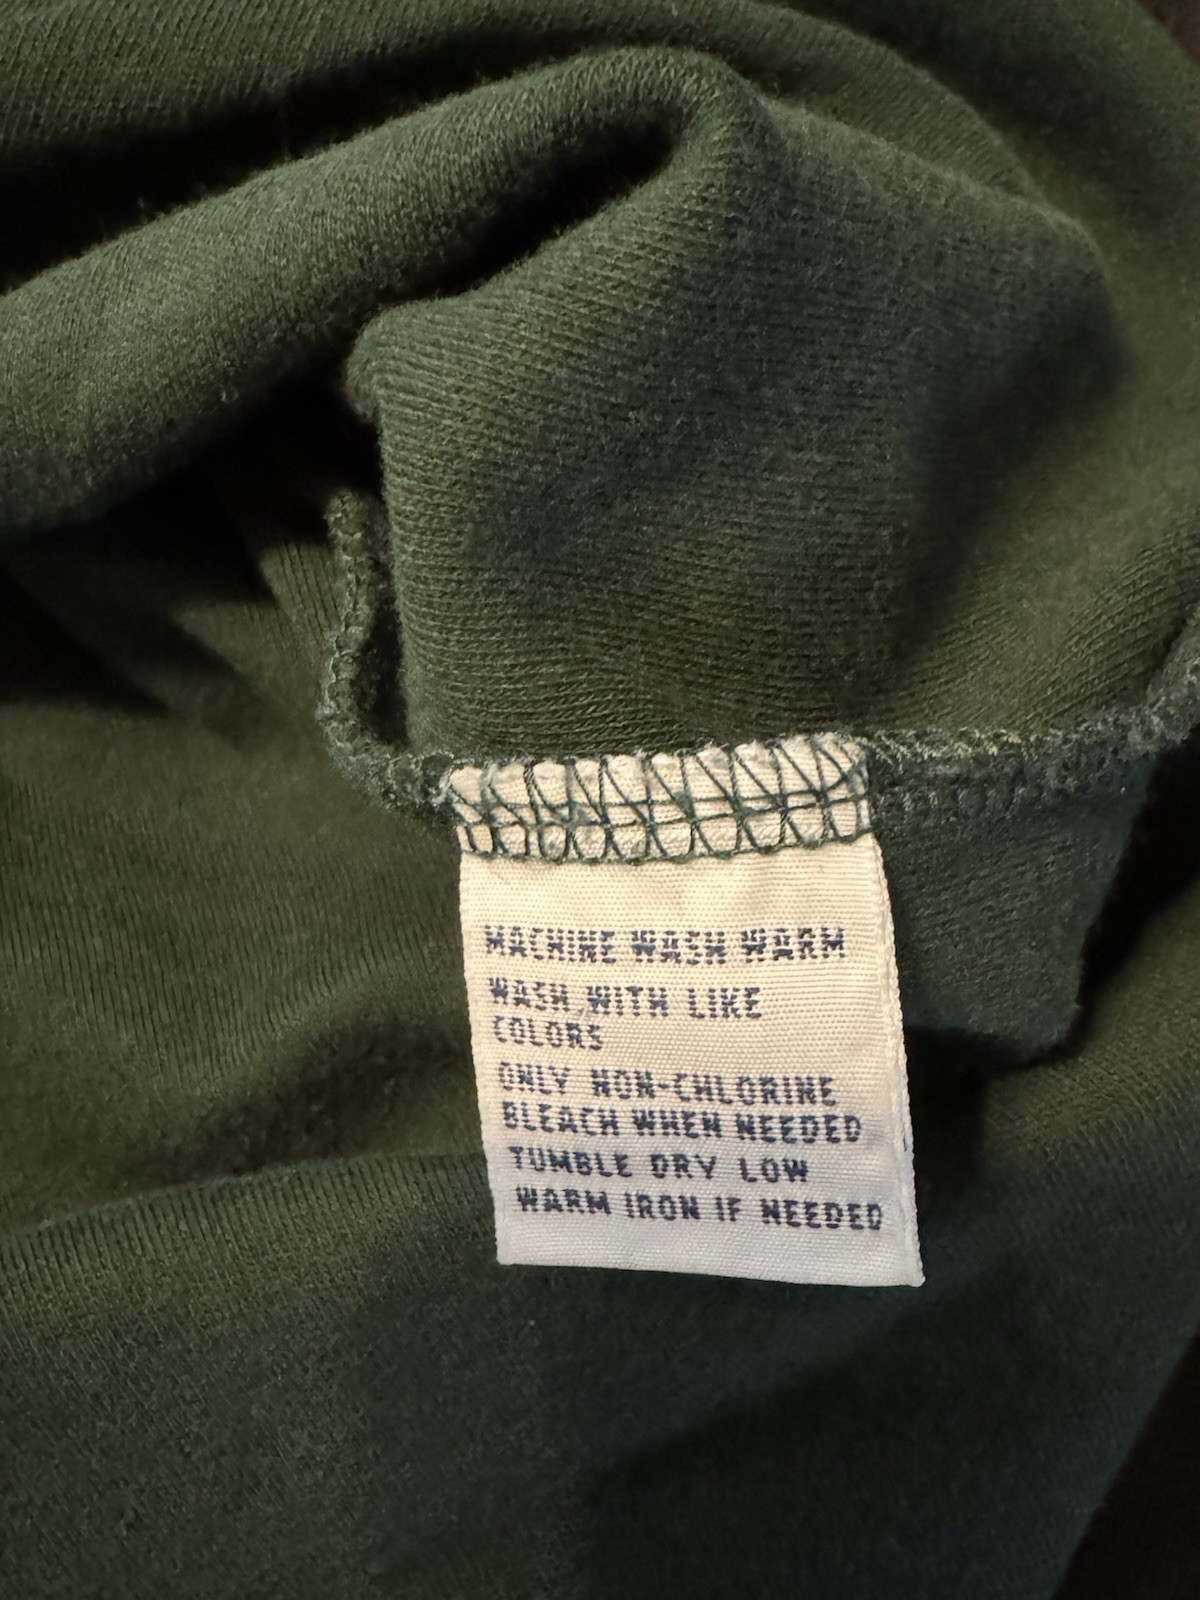 MACHINE WASH WARM
WASH WITH LIKE
COLORS
ONLY NON-CHLORINE
BLEACH WHEN NEEDED
TUMBLE DRY LOW
WARM IRON IF NEEDED